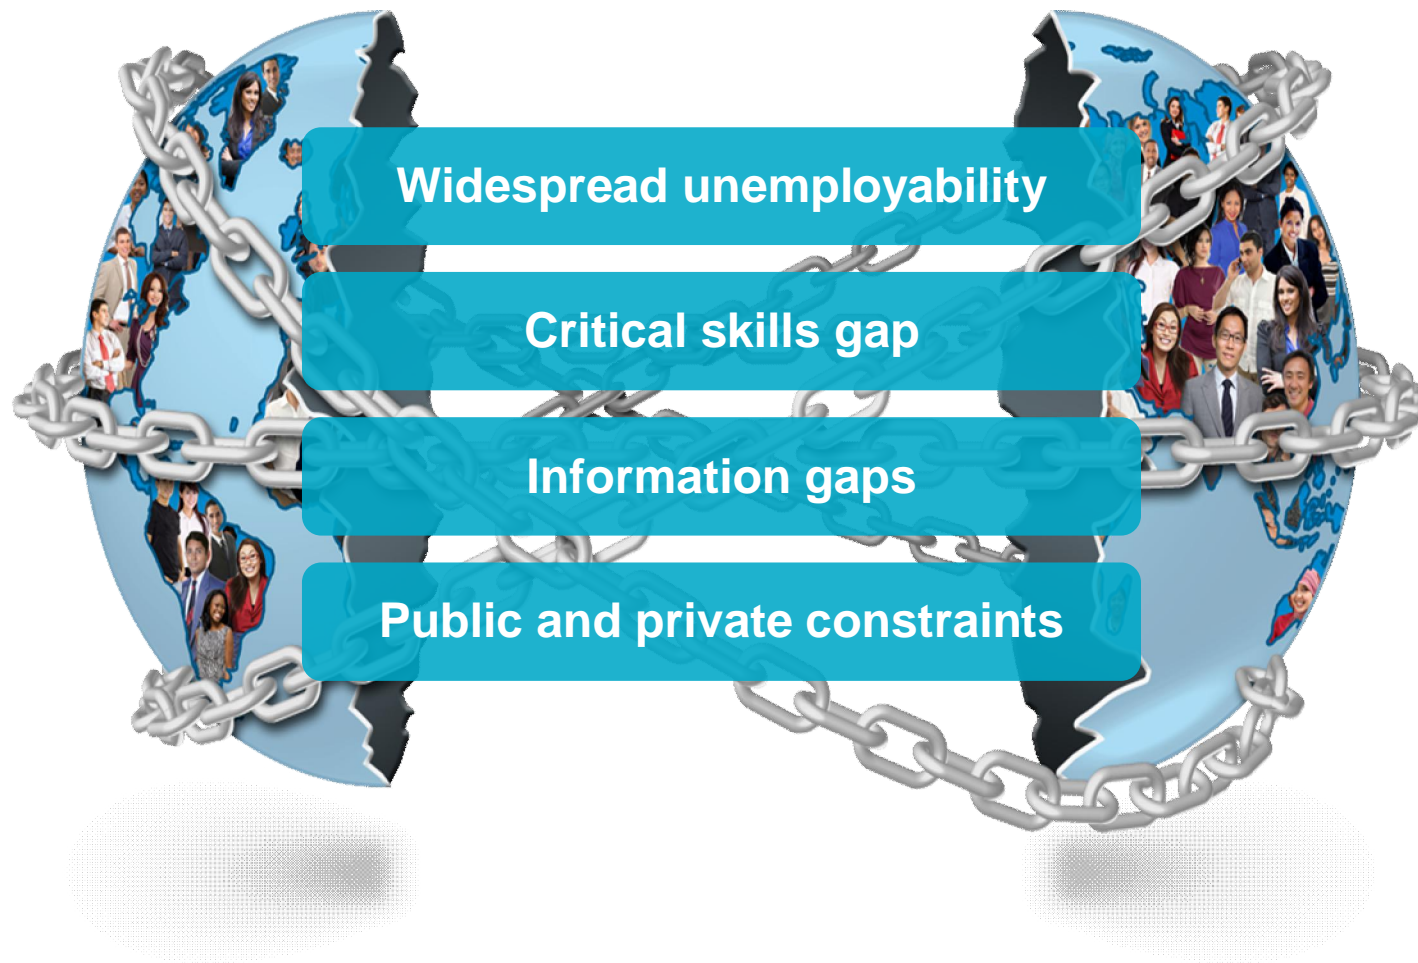 Widespread unemployability
Critical skills gap
Information gaps
Public and private constraints